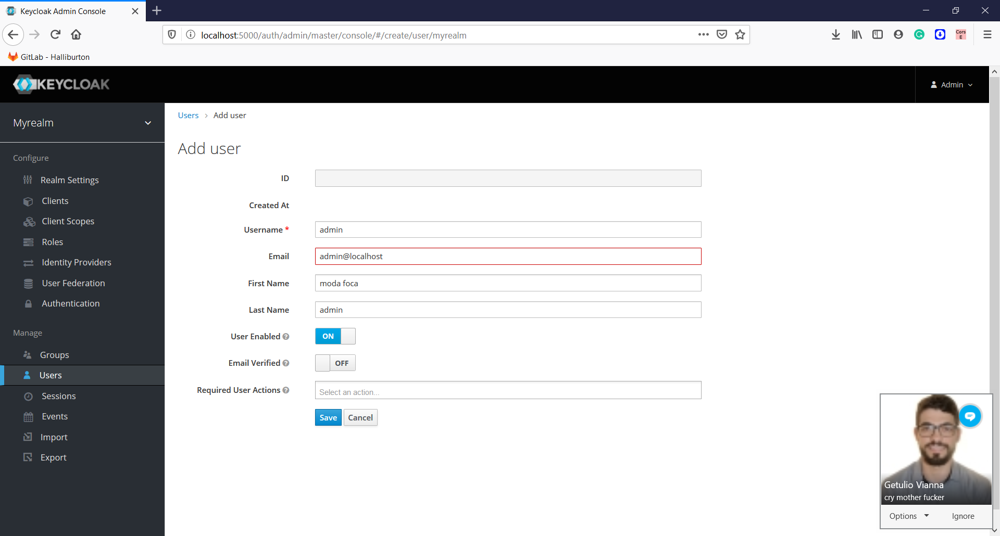 Keycloak Admin Console
localhost:5000/auth/admin/master/console/#/create/user/myrealm
Cors
E
GitLab - Halliburton
KEYCLOAK
Admin
Myrealm
Configure
Realm Settings
Clients
Client Scopes
Roles
Identity Providers
User Federation
Authentication
Manage
Groups
Users
Sessions
Events
Import
Export
Users > Add user
Add user
ID
Created At
Username * admin
Email admin@localhost
First Name moda foca
Last Name admin
User Enabled ON
Email Verified OFF
Required User Actions Select an action...
Save Cancel
Getulio Vianna
cry mother fucker
Options Ignore